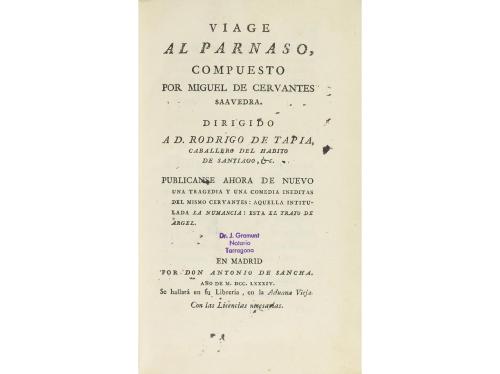 VIAGE
AL PARNASO,
COMPUESTO
POR MIGUEL DE CERVANTES
SAAVEDRA.
DIRIGIDO
A D. RODRIGO DE TAPIA,
CABALLERO DEL HABITO
DE SANTIAGO, &c.
PUBLICANSE AHORA DE NUEVO
UNA TRAGEDIA Y UNA COMEDIA INEDITAS
DEL MISMO CERVANTES: AQUELLA INTITU-
LADA LA NUMANCIA: ESTA EL TRATO DE
ARGEL.
Dr. J. Gramunt
Notario
Tarragona
EN MADRID
POR DON ANTONIO DE SANCHA.
AÑO DE M. DCC. LXXXIV.
Se hallará en su Libreria, en la Aduana Vieja.
Con las Licencias necesarias.